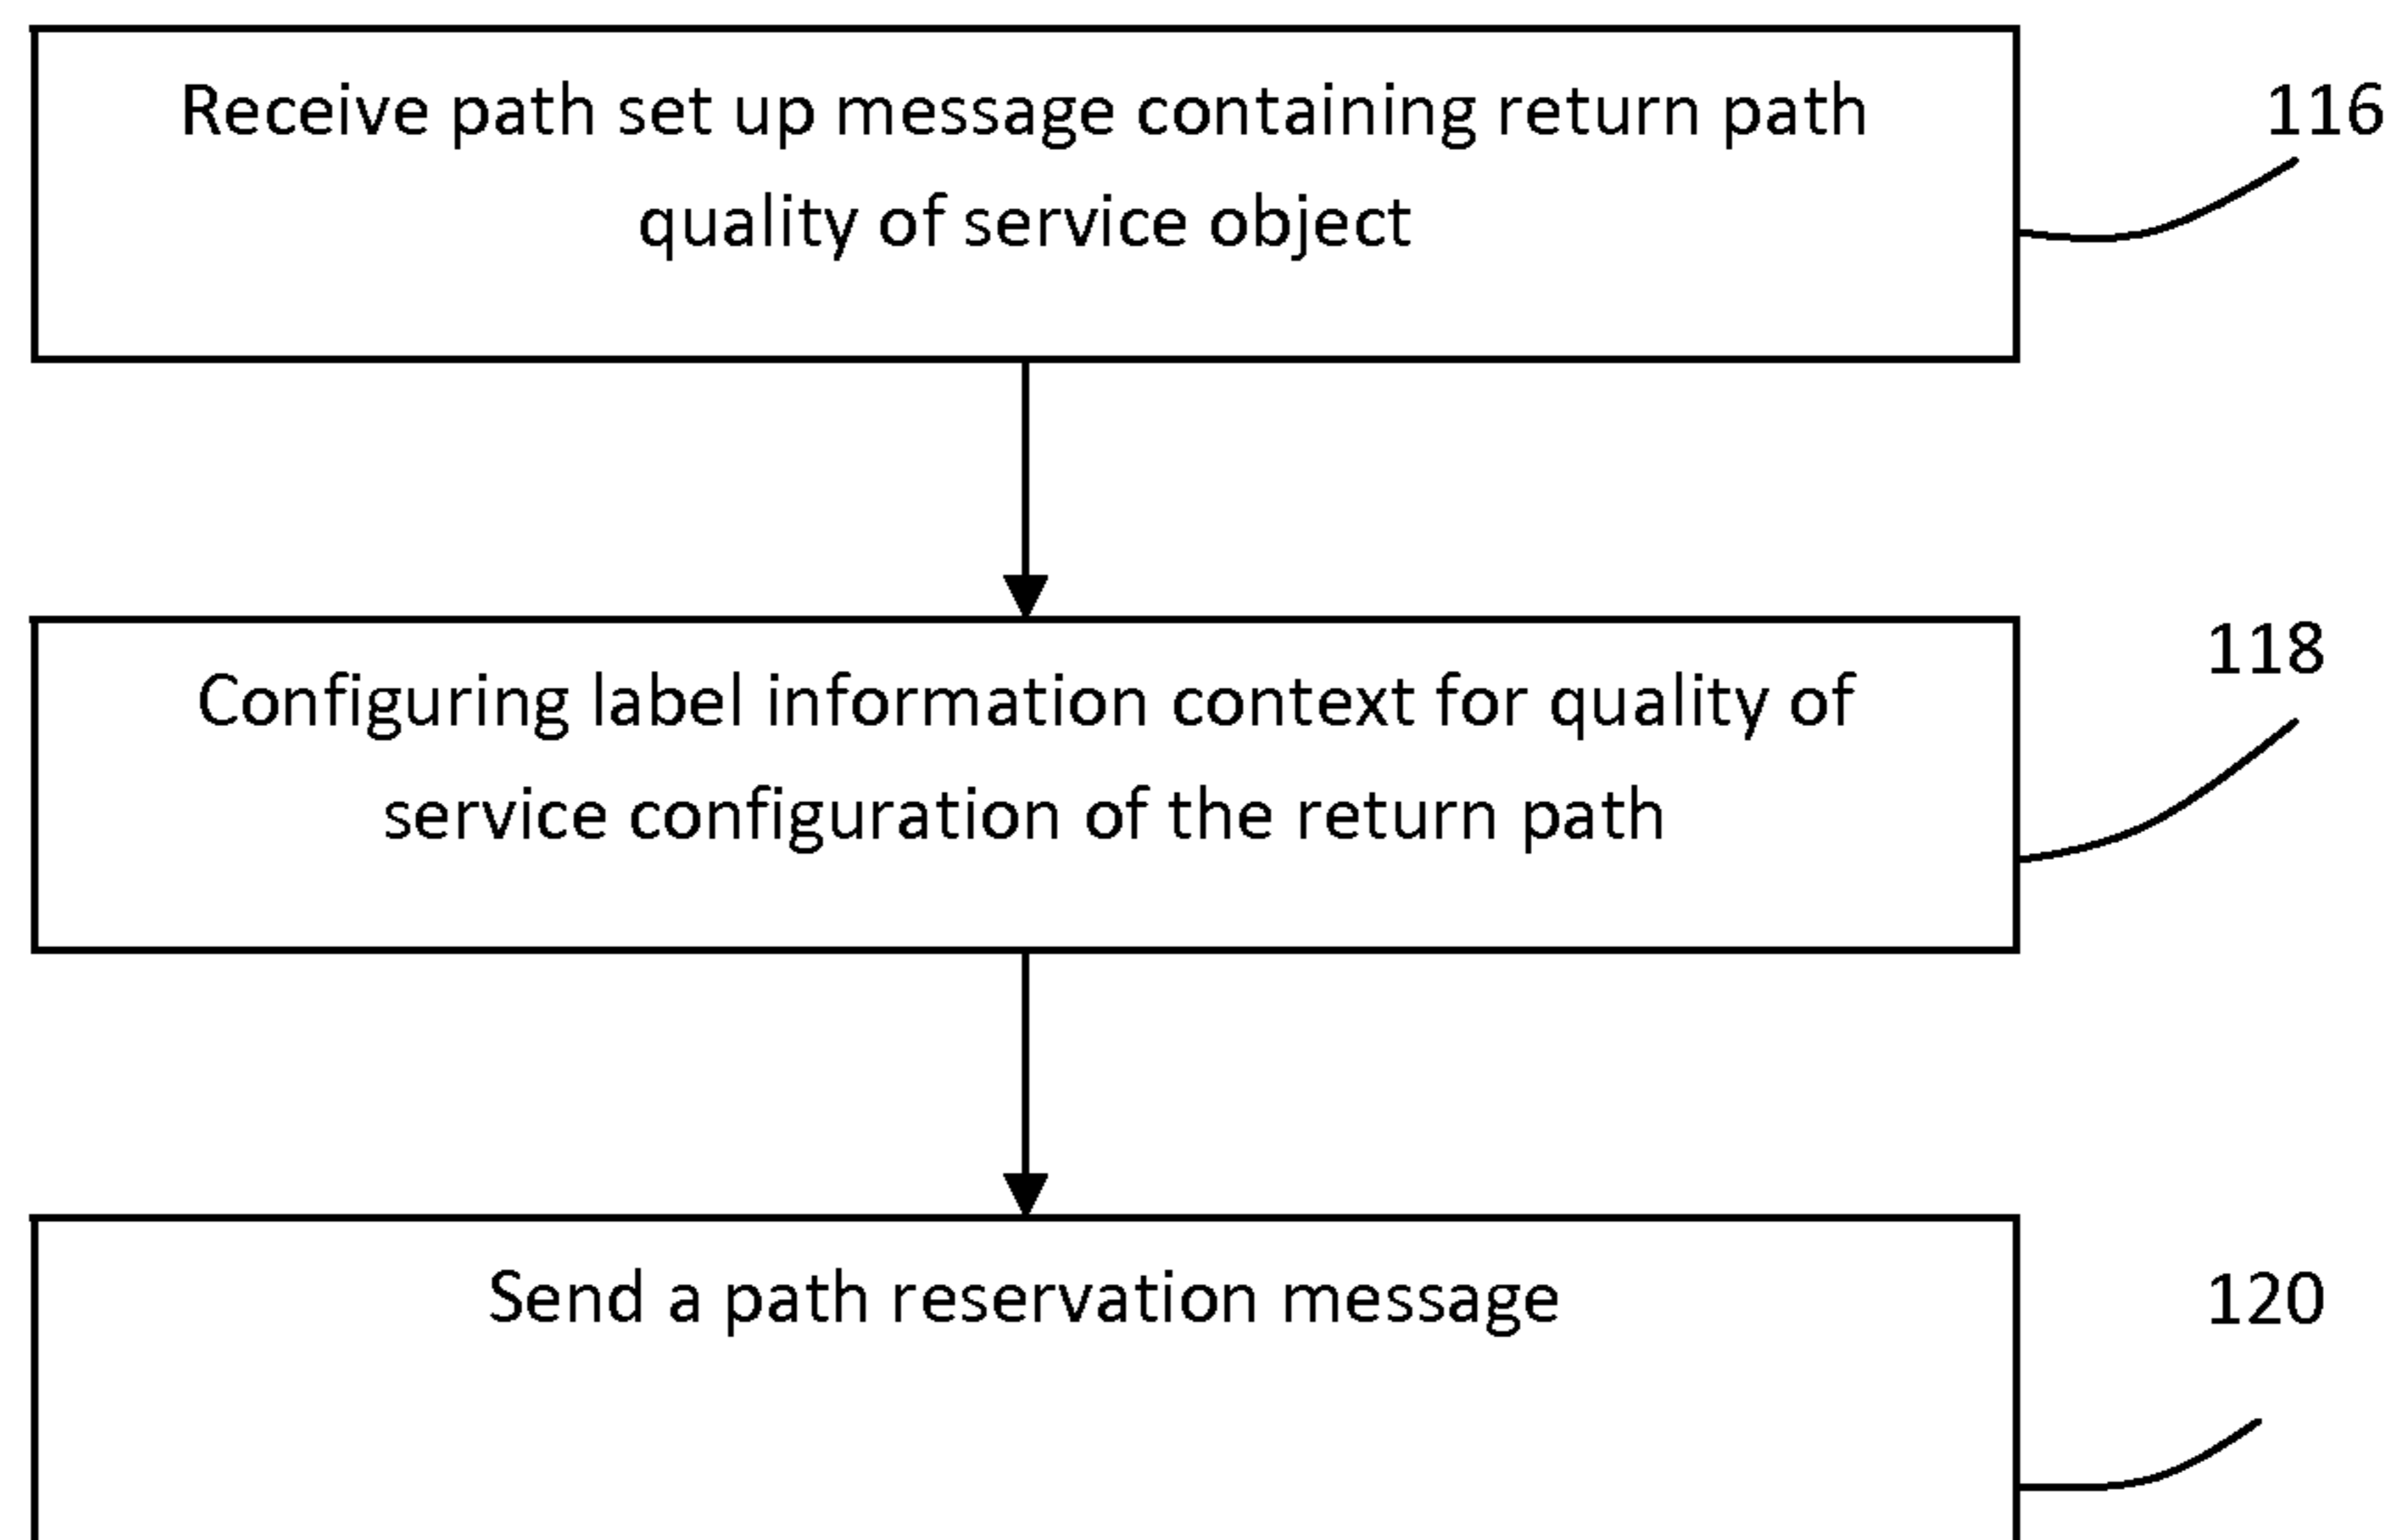 Receive path set up message containing return path
quality of service object
116
Configuring label information context for quality of
service configuration of the return path
118
Send a path reservation message
120